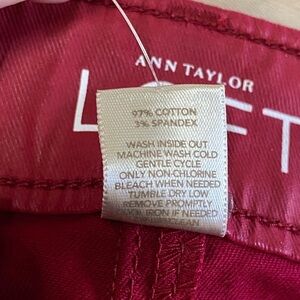 ANN TAYLOR
L FT
97% COTTON
3% SPANDEX
WASH INSIDE OUT
MACHINE WASH COLD
GENTLE CYCLE
ONLY NON-CHLORINE
BLEACH WHEN NEEDED
TUMBLE DRY LOW
REMOVE PROMPTLY
IRON IF NEEDED